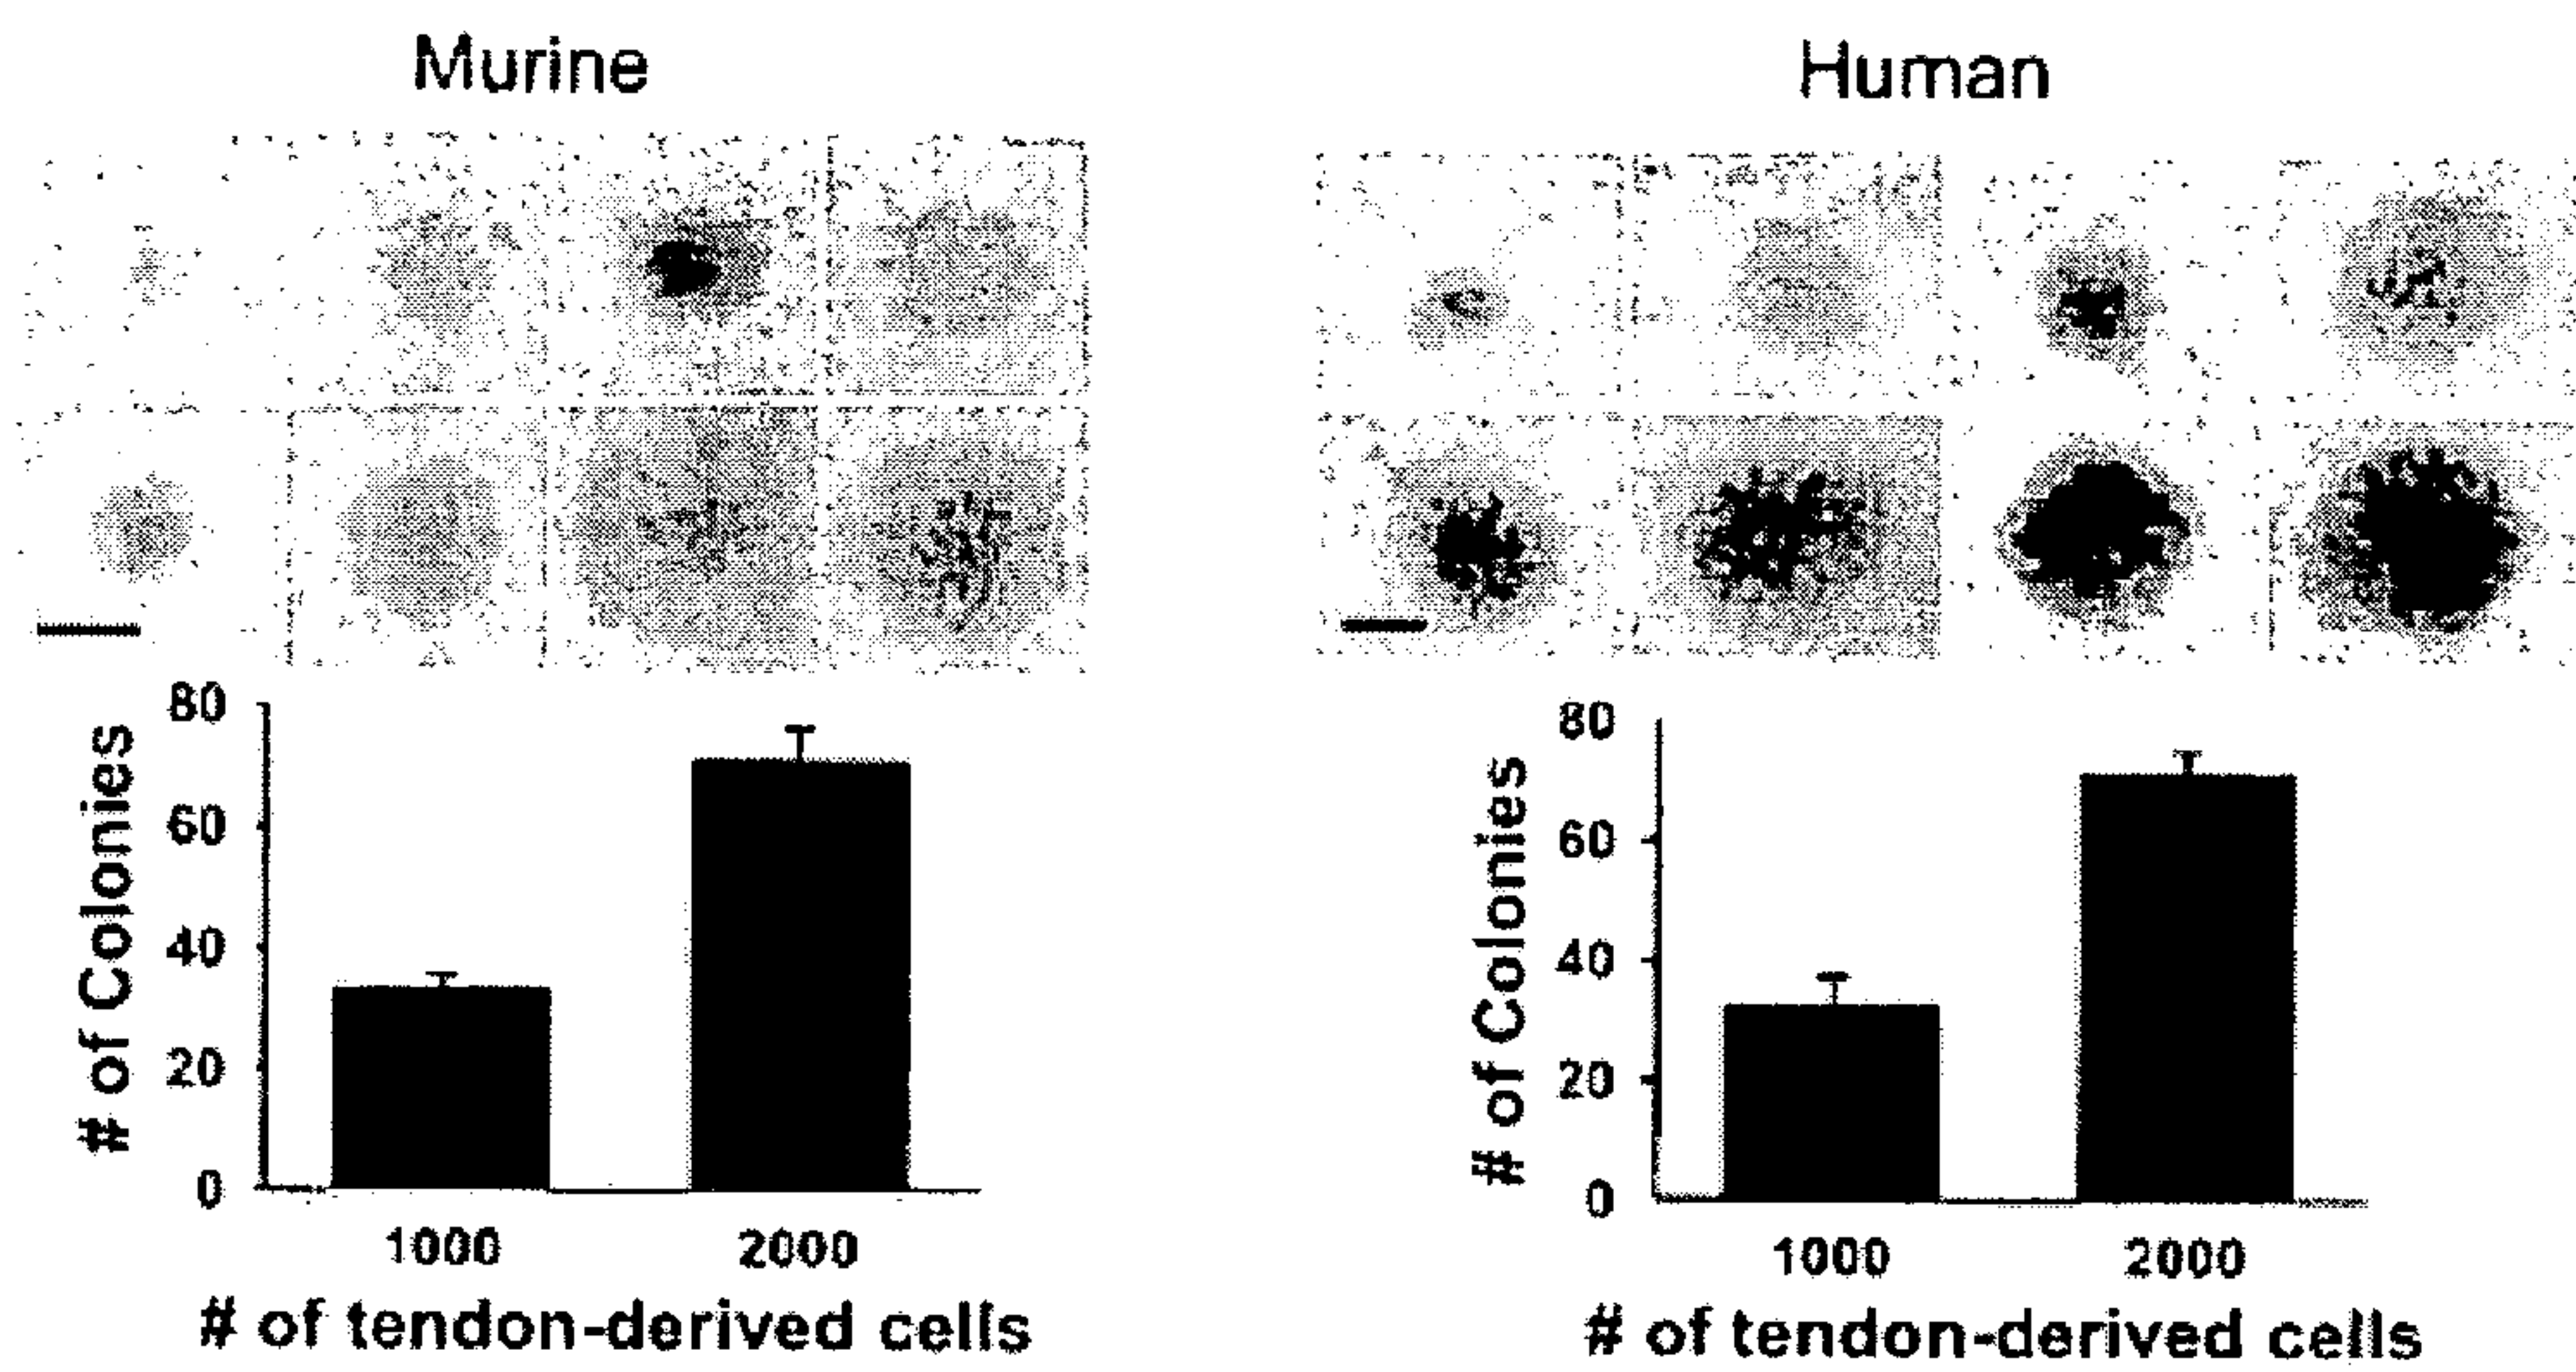 Murine
80
60
40
20
0
# of Colonies
1000 2000
# of tendon-derived cells
Human
80
60
40
20
0
# of Colonies
1000 2000
# of tendon-derived cells